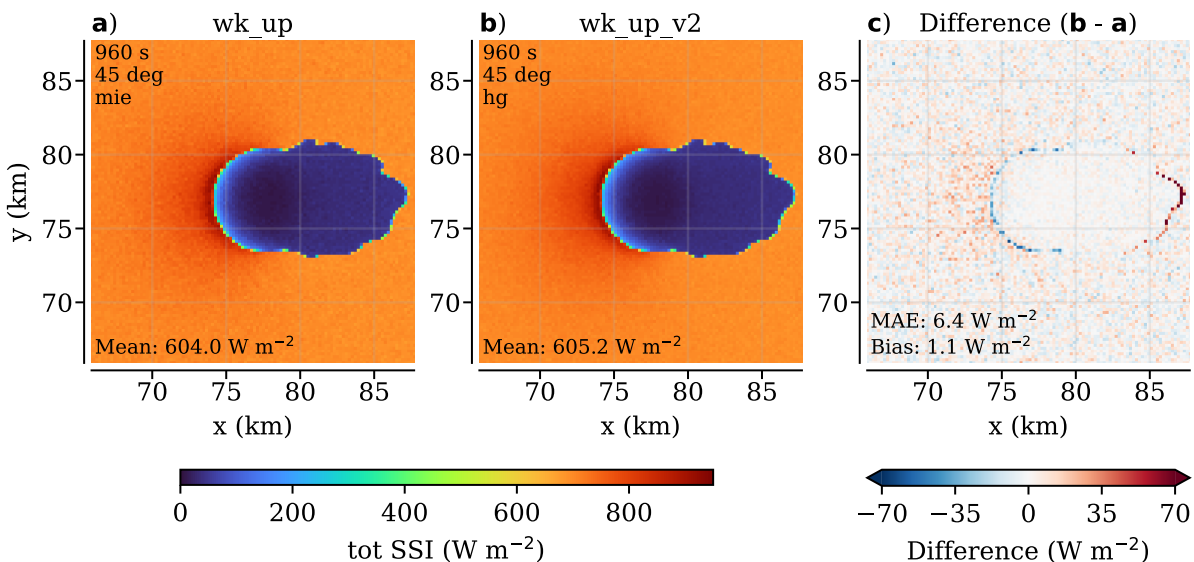 a) wk_up
b) wk_up_v2
c) Difference (b - a)
960 s
45 deg
mie
960 s
45 deg
hg
y (km)
85
80
75
70
85
80
75
70
85
80
75
70
Mean: 604.0 W m⁻²
Mean: 605.2 W m⁻²
MAE: 6.4 W m⁻²
Bias: 1.1 W m⁻²
70 75 80 85
70 75 80 85
70 75 80 85
x (km)
x (km)
x (km)
0 200 400 600 800
tot SSI (W m⁻²)
−70 −35 0 35 70
Difference (W m⁻²)